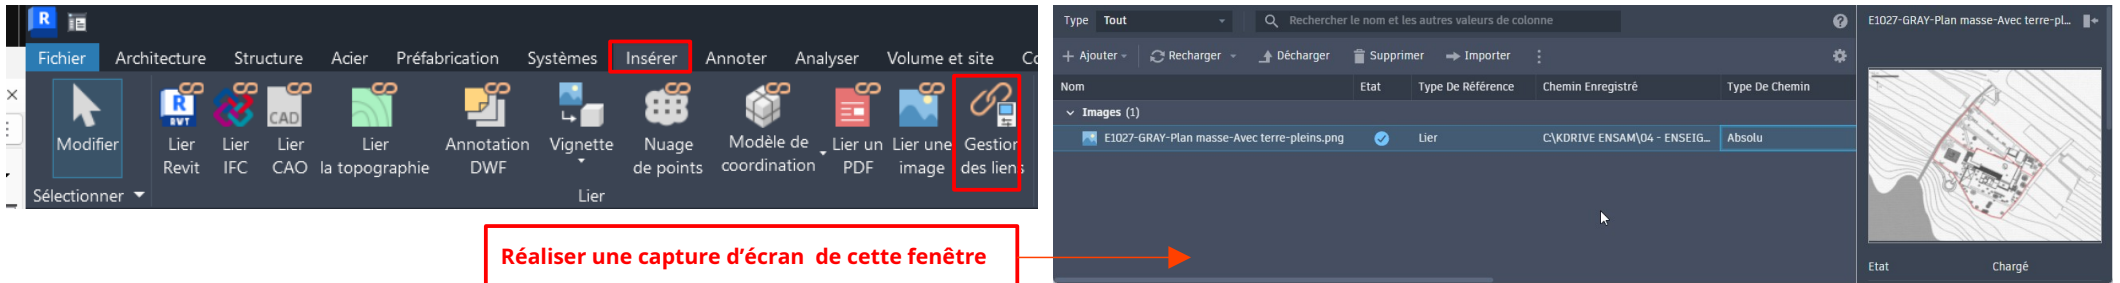 R
Fichier Architecture Structure Acier Préfabrication Systèmes Insérer Annoter Analyser Volume et site
R
RVT
CAD
Modifier
Lier
Revit
Lier
IFC
Lier
CAO
Lier
la topographie
Annotation
DWF
Vignette
Nuage
de points
Modèle de
coordination
Lier un
PDF
Lier une
image
Gestion
des liens
Sélectionner
Lier
Réaliser une capture d’écran de cette fenêtre
Type Tout
Rechercher le nom et les autres valeurs de colonne
Ajouter Recharger Décharger Supprimer Importer
Nom Etat Type De Référence Chemin Enregistré Type De Chemin
Images (1)
E1027-GRAY-Plan masse-Avec terre-pleins.png Lier C:\KDRIVE ENSAM\04 - ENSEIG... Absolu
E1027-GRAY-Plan masse-Avec terre-pl...
Etat Chargé